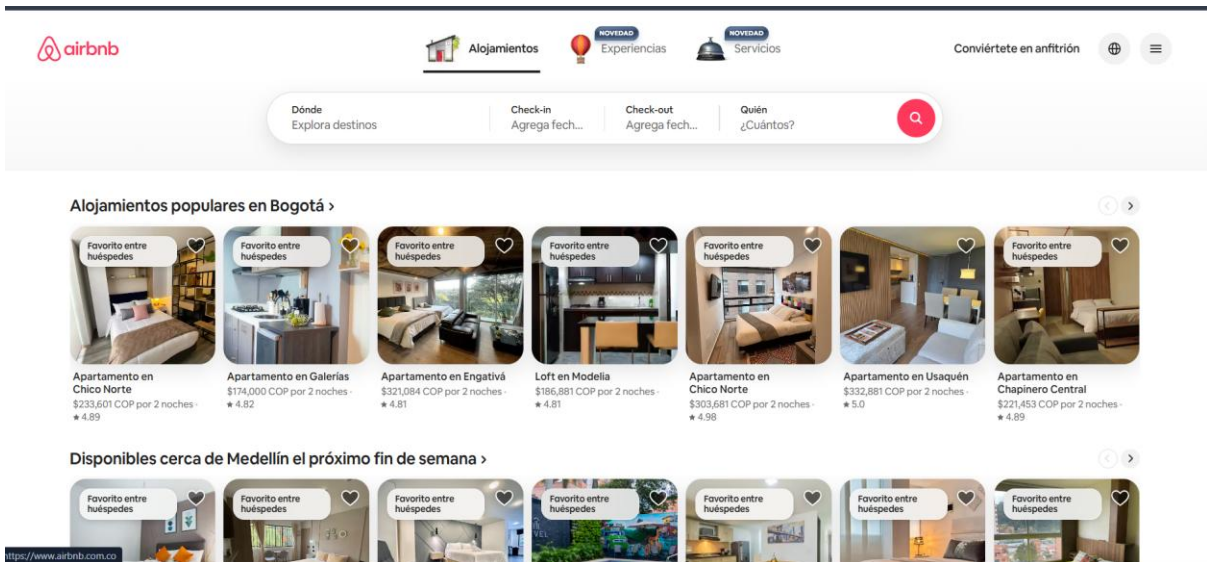 airbnb
Alojamientos
NOVEDAD
Experiencias
NOVEDAD
Servicios
Conviértete en anfitrión
Dónde
Explora destinos
Check-in
Agrega fech...
Check-out
Agrega fech...
Quién
¿Cuántos?
Alojamientos populares en Bogotá ›
Favorito entre
huéspedes
Favorito entre
huéspedes
Favorito entre
huéspedes
Favorito entre
huéspedes
Favorito entre
huéspedes
Favorito entre
huéspedes
Apartamento en
Chico Norte
$233,601 COP por 2 noches ·
★ 4.89
Apartamento en Galerías
$174,000 COP por 2 noches ·
★ 4.82
Apartamento en Engativá
$321,084 COP por 2 noches ·
★ 4.81
Loft en Modelia
$186,881 COP por 2 noches ·
★ 4.81
Apartamento en
Chico Norte
$303,681 COP por 2 noches ·
★ 4.98
Apartamento en Usaquén
$332,881 COP por 2 noches ·
★ 5.0
Apartamento en
Chapinero Central
$221,453 COP por 2 noches ·
★ 4.89
Disponibles cerca de Medellín el próximo fin de semana ›
Favorito entre
huéspedes
Favorito entre
huéspedes
Favorito entre
huéspedes
Favorito entre
huéspedes
Favorito entre
huéspedes
Favorito entre
huéspedes
Favorito entre
huéspedes
https://www.airbnb.com.co